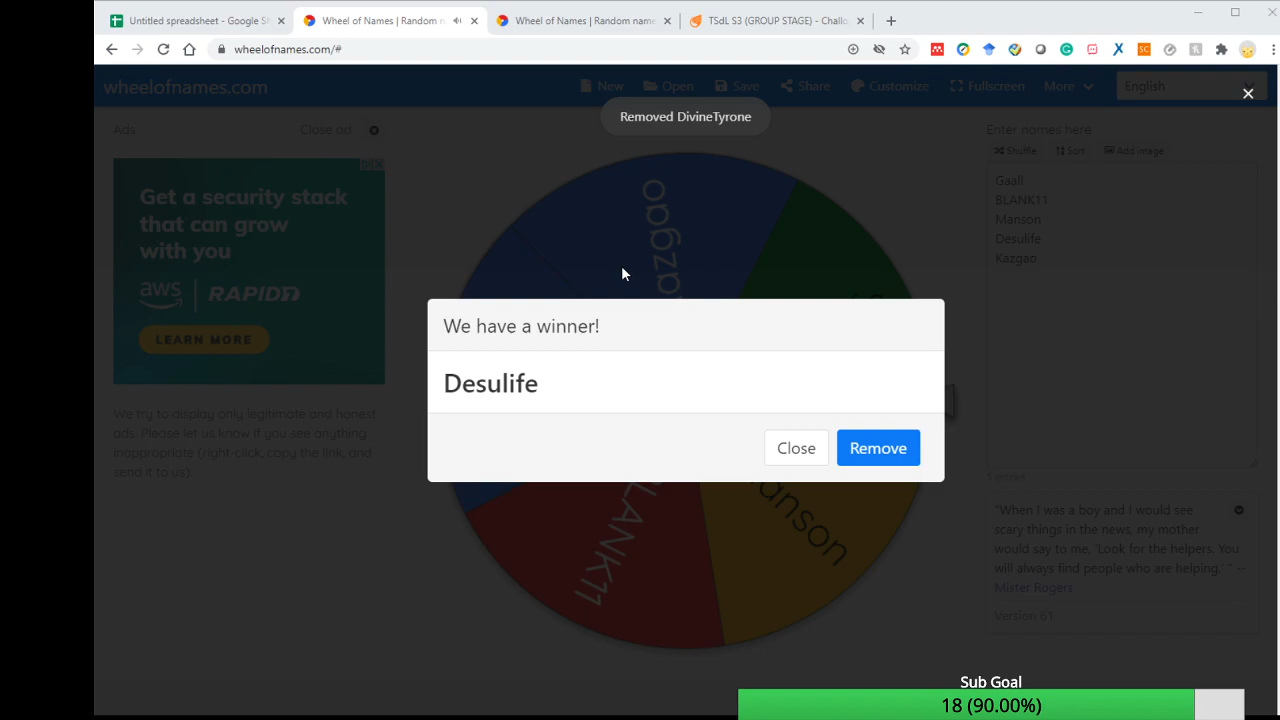 Untitled spreadsheet - Google S
Wheel of Names | Random n
Wheel of Names | Random name
TSdL S3 (GROUP STAGE) - Challo
wheelofnames.com/#
wheelofnames.com
New
Open
Save
Share
Customize
Fullscreen
More
English
Removed DivineTyrone
Ads
Close ad
Get a security stack
that can grow
with you
aws
RAPID7
LEARN MORE
We try to display only legitimate and honest
ads. Please let us know if you see anything
inappropriate (right-click, copy the link, and
send it to us).
Enter names here
Shuffle
Sort
Add image
Gaall
BLANK11
Manson
Desulife
Kazgao
5 entries
Kazgao
We have a winner!
Desulife
Close
Remove
BLANK11
Manson
"When I was a boy and I would see
scary things in the news, my mother
would say to me, 'Look for the helpers. You
will always find people who are helping.' " --
Mister Rogers
Version 61
Sub Goal
18 (90.00%)